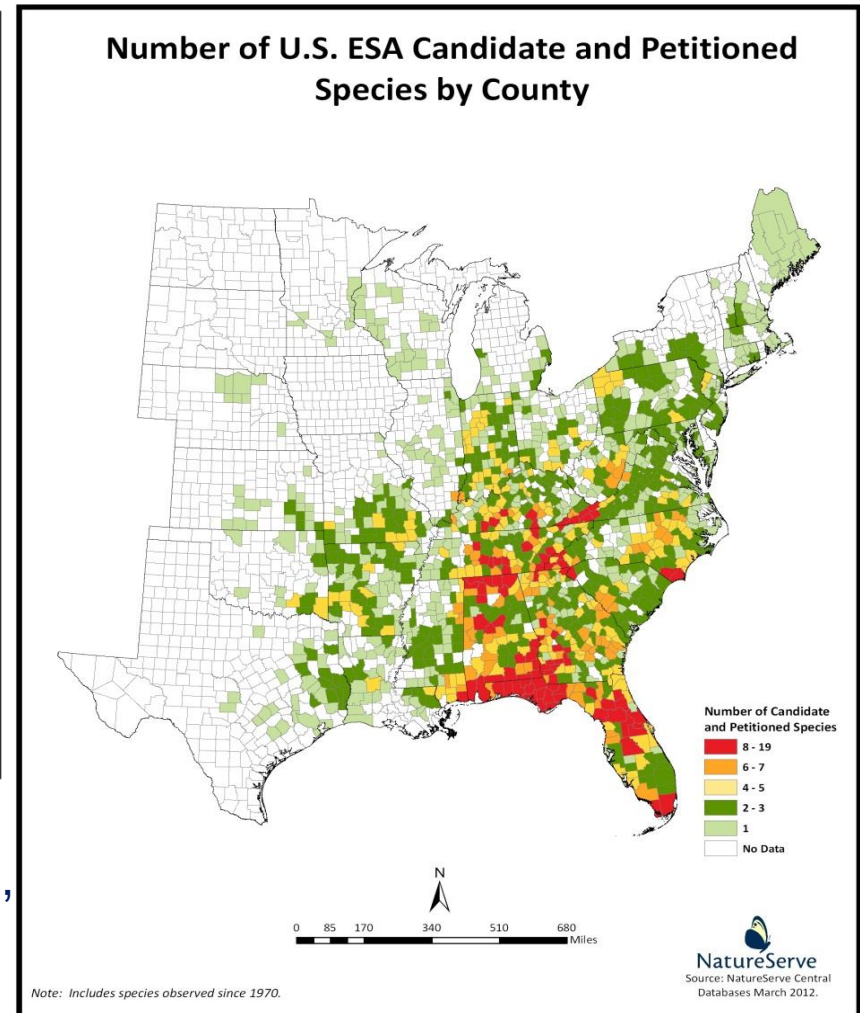 Number of U.S. ESA Candidate and Petitioned
Species by County
Number of Candidate
and Petitioned Species
8 - 19
6 - 7
4 - 5
2 - 3
1
No Data
,
N
0 85 170 340 510 680
Miles
NatureServe
Source: NatureServe Central
Databases March 2012.
Note: Includes species observed since 1970.